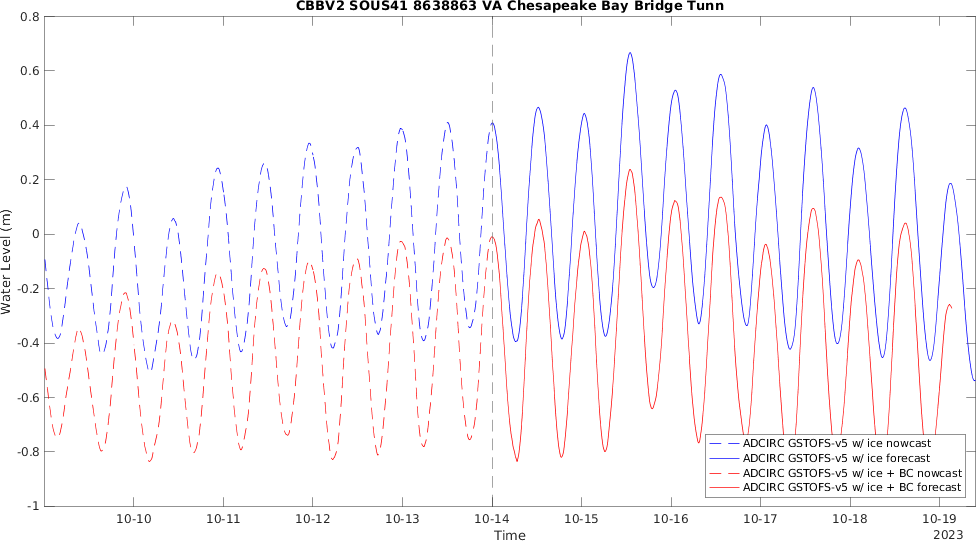 CBBV2 SOUS41 8638863 VA Chesapeake Bay Bridge Tunn
0.8
0.6
0.4
0.2
0
-0.2
-0.4
-0.6
-0.8
-1
Water Level (m)
ADCIRC GSTOFS-v5 w/ ice nowcast
ADCIRC GSTOFS-v5 w/ ice forecast
ADCIRC GSTOFS-v5 w/ ice + BC nowcast
ADCIRC GSTOFS-v5 w/ ice + BC forecast
10-10 10-11 10-12 10-13 10-14 10-15 10-16 10-17 10-18 10-19
Time
2023